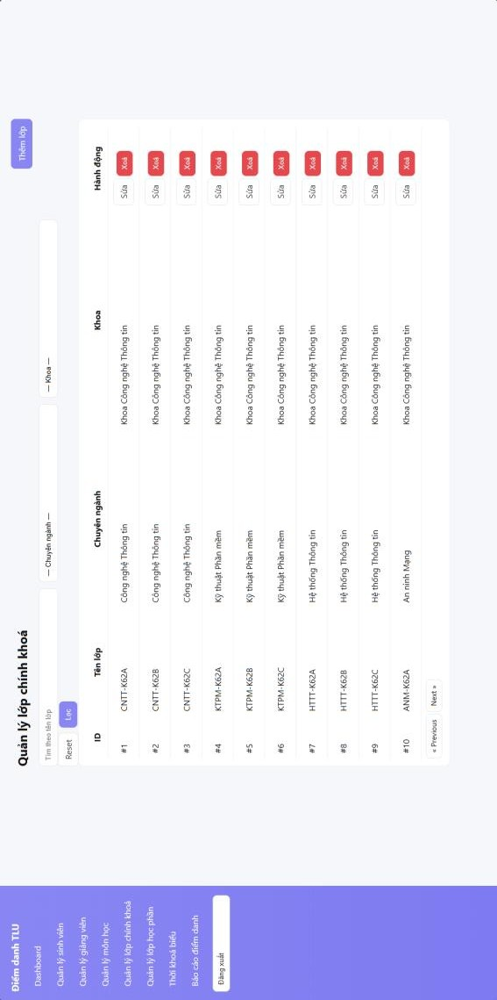 Điểm danh TLU
Dashboard
Quản lý sinh viên
Quản lý giảng viên
Quản lý môn học
Quản lý lớp chính khoá
Quản lý lớp học phần
Thời khoá biểu
Báo cáo điểm danh
Đăng xuất
Quản lý lớp chính khoá
Thêm lớp
Tìm theo tên lớp
— Chuyên ngành —
— Khoa —
Reset Lọc
ID Tên lớp Chuyên ngành Khoa Hành động
#1 CNTT-K62A Công nghệ Thông tin Khoa Công nghệ Thông tin Sửa Xoá
#2 CNTT-K62B Công nghệ Thông tin Khoa Công nghệ Thông tin Sửa Xoá
#3 CNTT-K62C Công nghệ Thông tin Khoa Công nghệ Thông tin Sửa Xoá
#4 KTPM-K62A Kỹ thuật Phần mềm Khoa Công nghệ Thông tin Sửa Xoá
#5 KTPM-K62B Kỹ thuật Phần mềm Khoa Công nghệ Thông tin Sửa Xoá
#6 KTPM-K62C Kỹ thuật Phần mềm Khoa Công nghệ Thông tin Sửa Xoá
#7 HTTT-K62A Hệ thống Thông tin Khoa Công nghệ Thông tin Sửa Xoá
#8 HTTT-K62B Hệ thống Thông tin Khoa Công nghệ Thông tin Sửa Xoá
#9 HTTT-K62C Hệ thống Thông tin Khoa Công nghệ Thông tin Sửa Xoá
#10 ANM-K62A An ninh Mạng Khoa Công nghệ Thông tin Sửa Xoá
« Previous Next »